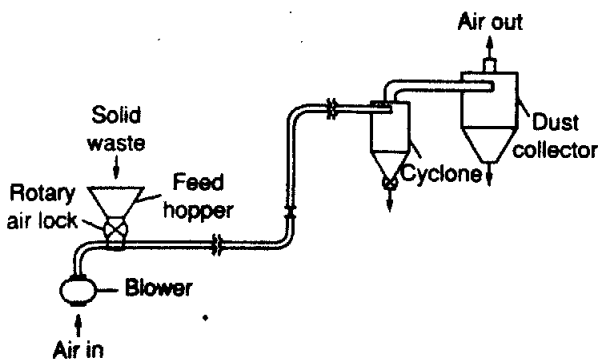 Air out
Solid
waste
Dust
collector
Cyclone
Rotary
air lock
Feed
hopper
Blower
Air in